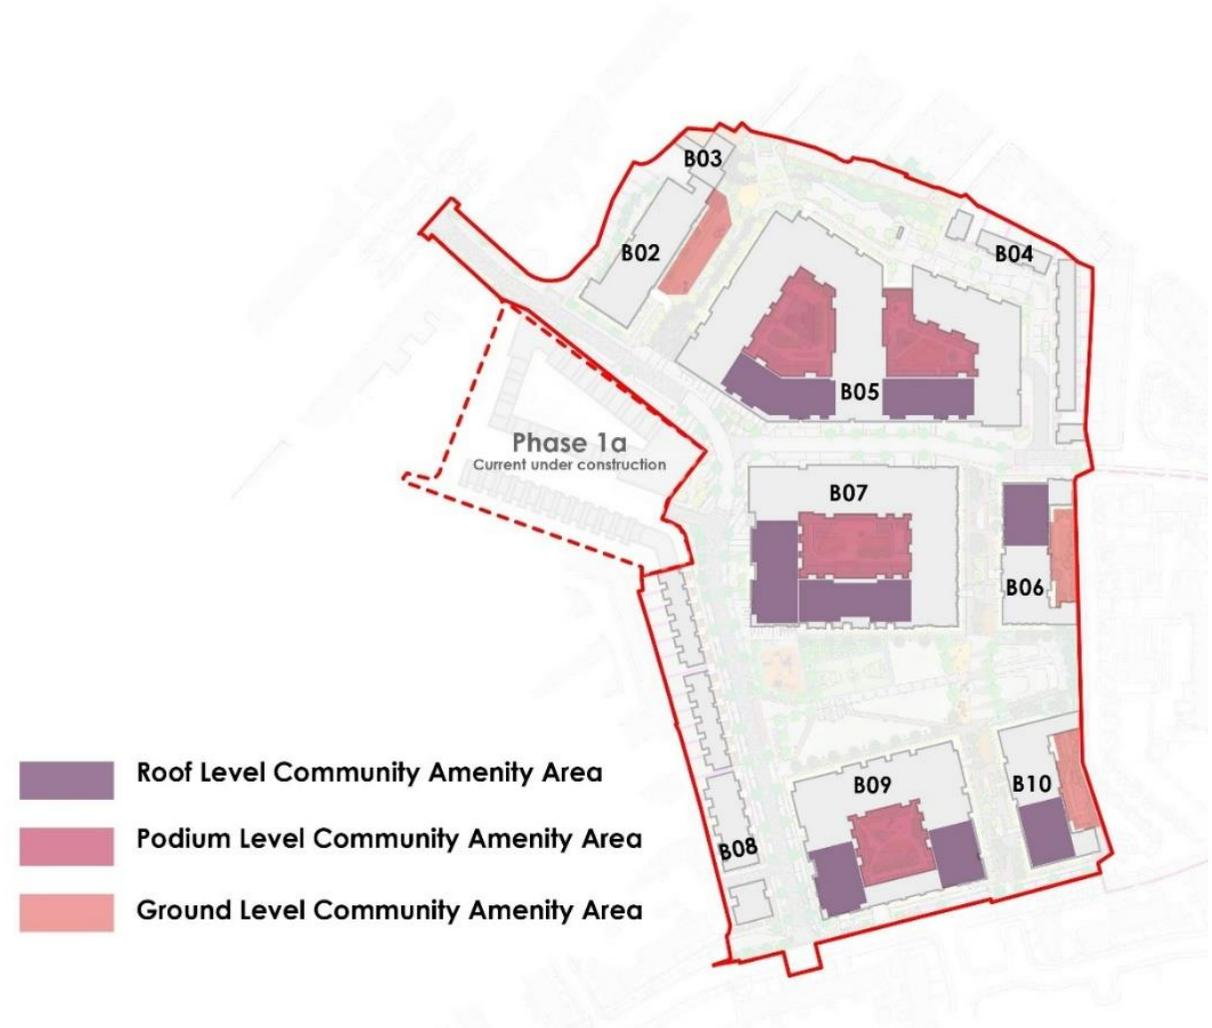 B03
B02
B04
B05
Phase 1a
Current under construction
B07
B06
Roof Level Community Amenity Area
B09
B10
Podium Level Community Amenity Area
B08
Ground Level Community Amenity Area